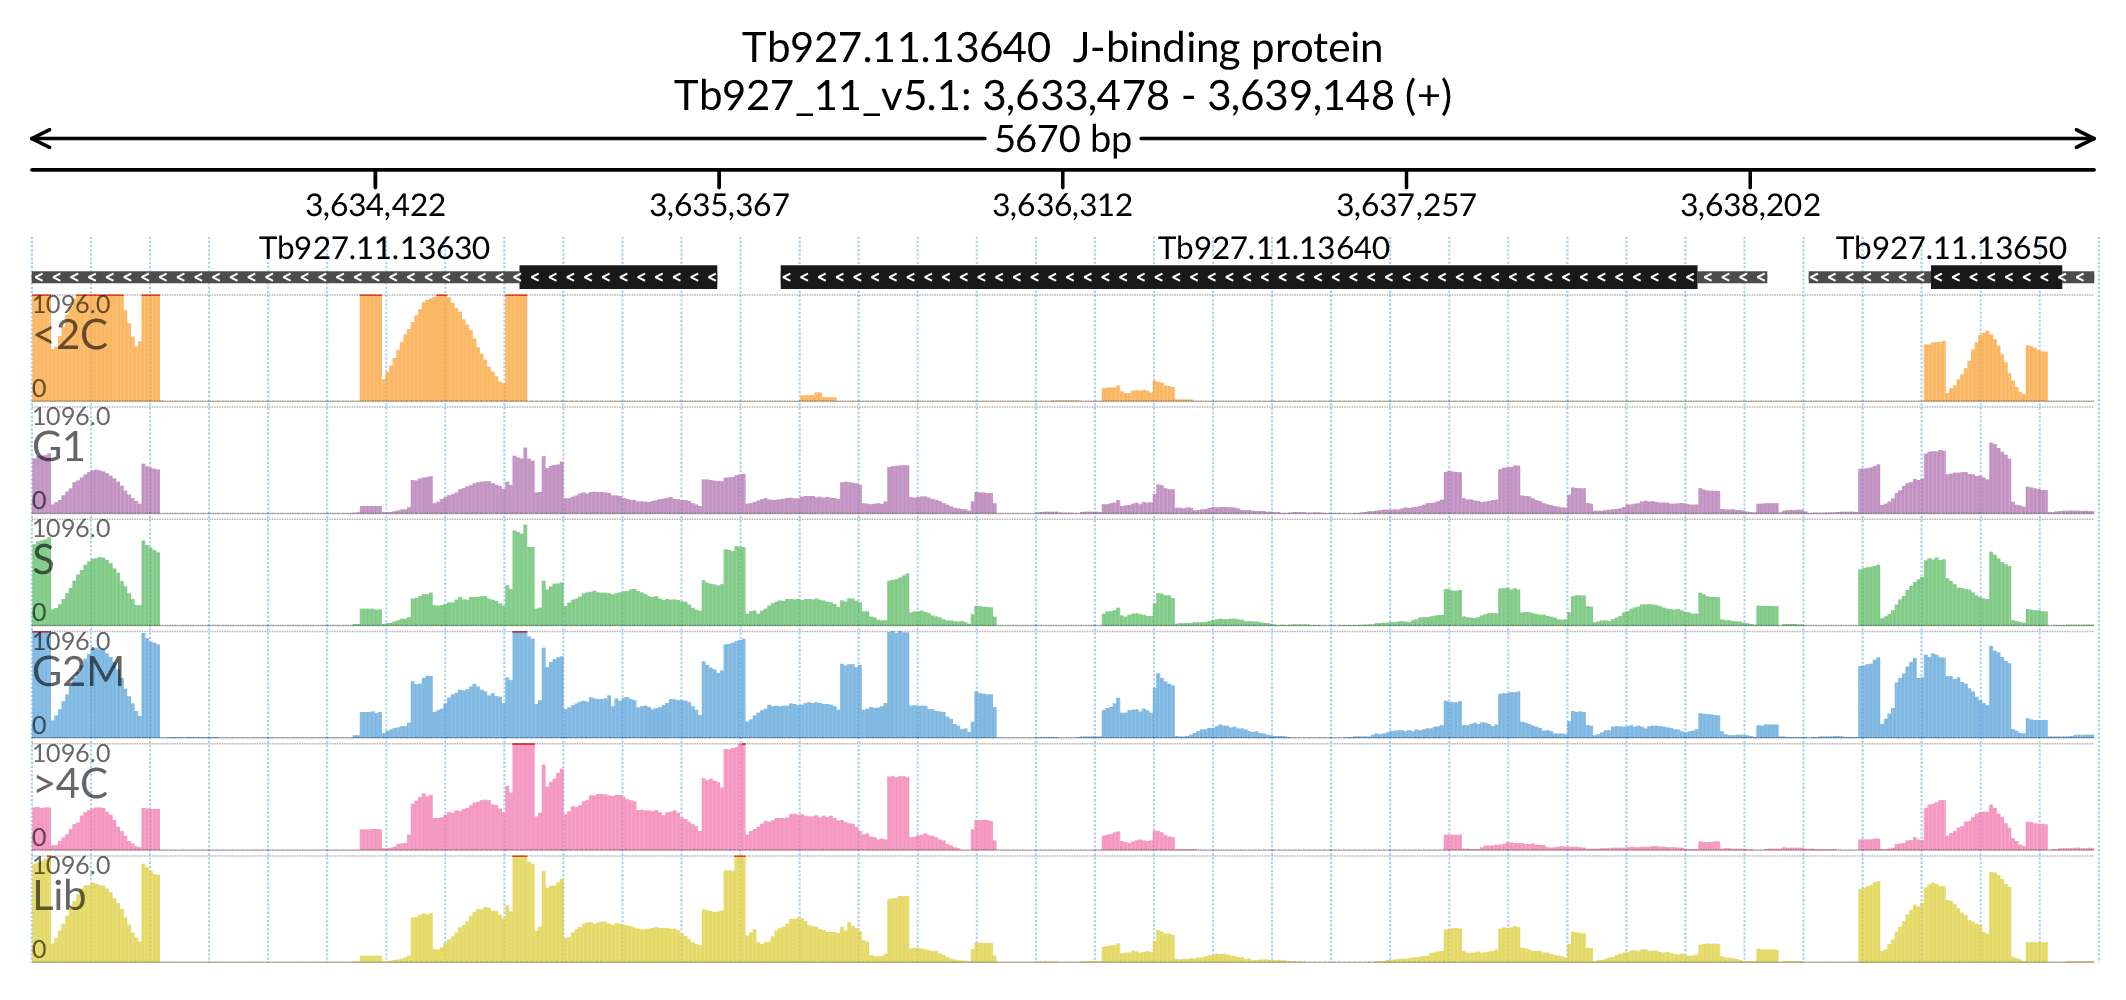 Tb927.11.13640  J-binding protein
Tb927_11_v5.1: 3,633,478 - 3,639,148 (+)
5670 bp
3,634,422 3,635,367 3,636,312 3,637,257 3,638,202
Tb927.11.13630 Tb927.11.13640 Tb927.11.13650
1096.0
<2C
0
1096.0
G1
0
1096.0
S
0
1096.0
G2M
0
1096.0
>4C
0
1096.0
Lib
0